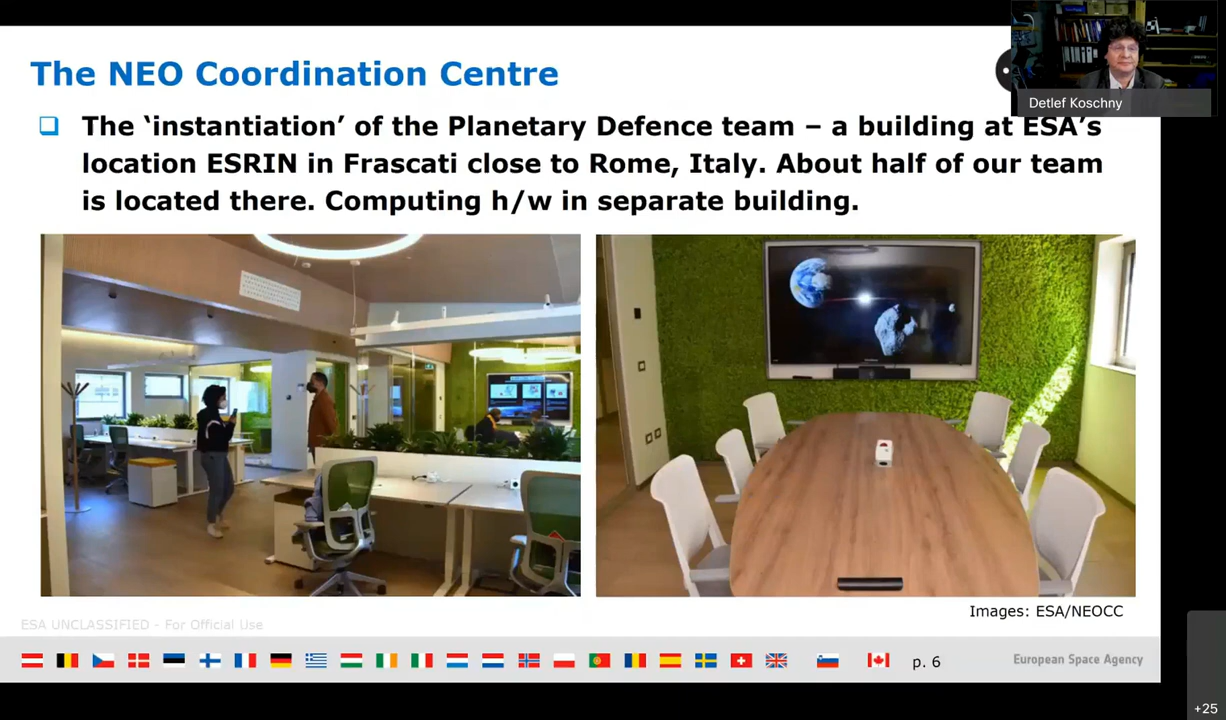 The NEO Coordination Centre
Detlef Koschny
The ‘instantiation’ of the Planetary Defence team – a building at ESA’s
location ESRIN in Frascati close to Rome, Italy. About half of our team
is located there. Computing h/w in separate building.
Images: ESA/NEOCC
ESA UNCLASSIFIED - For Official Use
p. 6
European Space Agency
+25